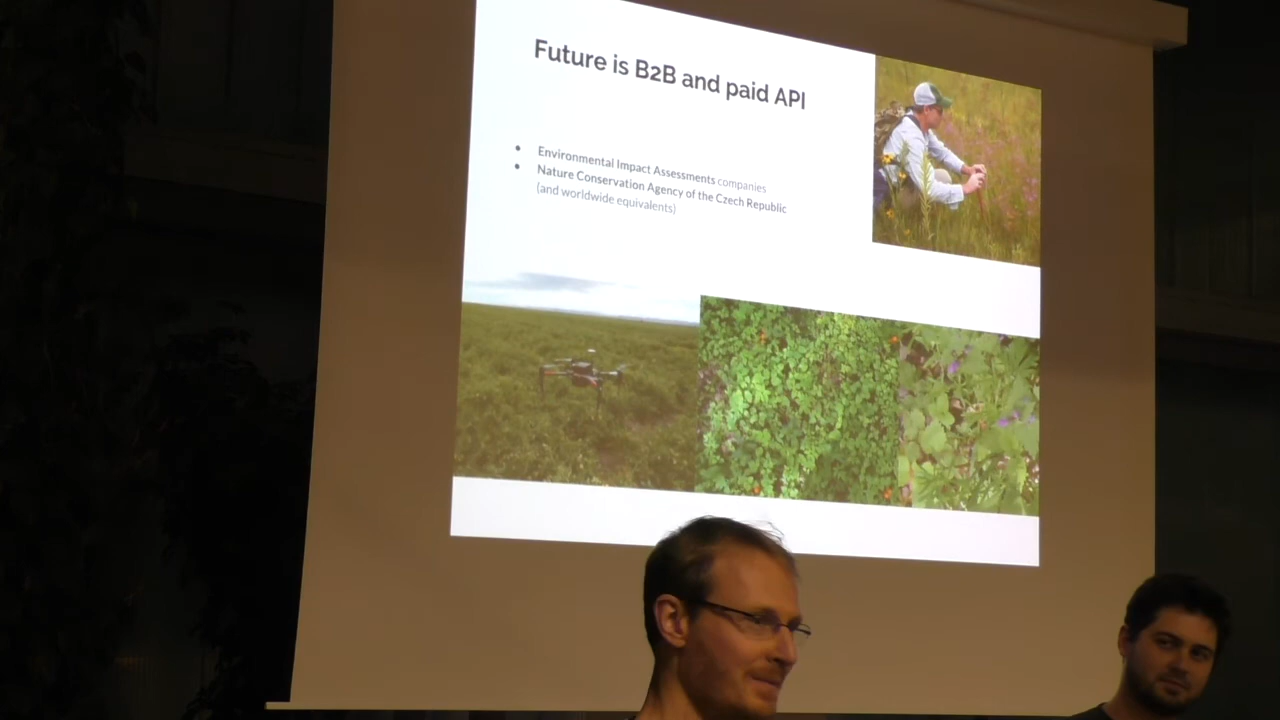 Future is B2B and paid API
• Environmental Impact Assessments companies
• Nature Conservation Agency of the Czech Republic
(and worldwide equivalents)